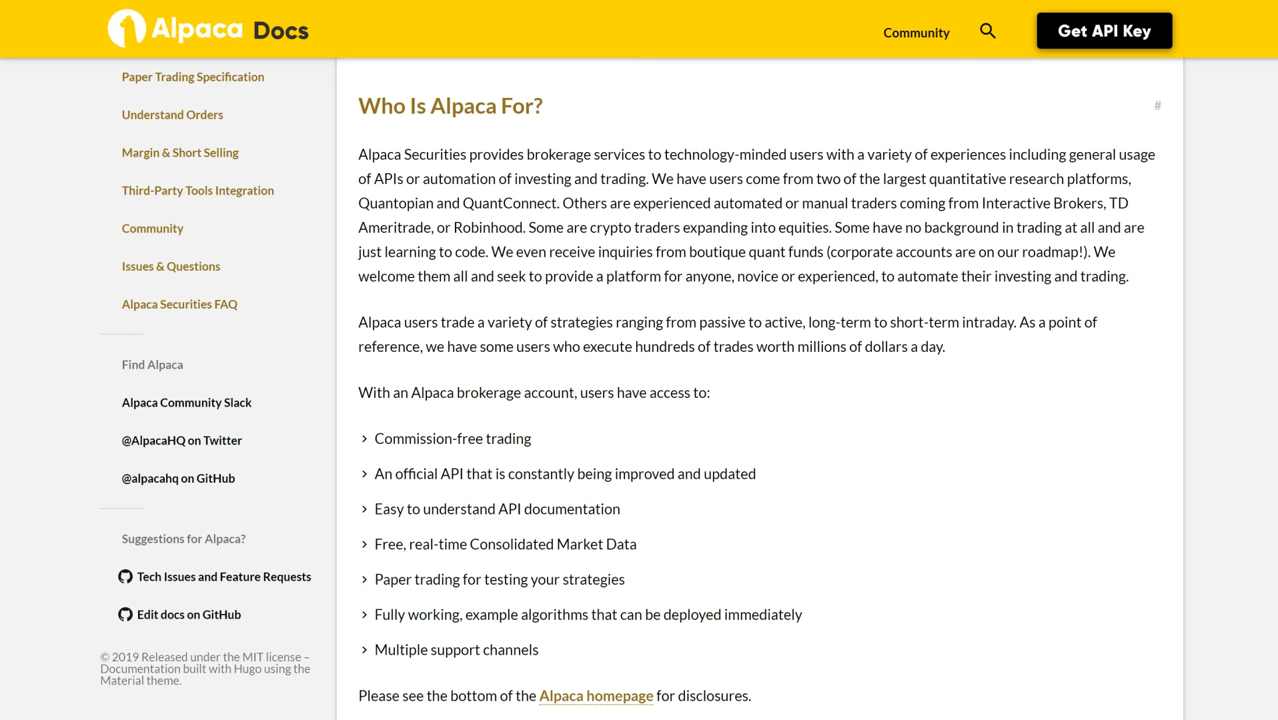 Alpaca Docs
Community
Get API Key
Paper Trading Specification
Understand Orders
Margin & Short Selling
Third-Party Tools Integration
Community
Issues & Questions
Alpaca Securities FAQ
Find Alpaca
Alpaca Community Slack
@AlpacaHQ on Twitter
@alpacahq on GitHub
Suggestions for Alpaca?
Tech Issues and Feature Requests
Edit docs on GitHub
© 2019 Released under the MIT license –
Documentation built with Hugo using the
Material theme.
Who Is Alpaca For?
#
Alpaca Securities provides brokerage services to technology-minded users with a variety of experiences including general usage
of APIs or automation of investing and trading. We have users come from two of the largest quantitative research platforms,
Quantopian and QuantConnect. Others are experienced automated or manual traders coming from Interactive Brokers, TD
Ameritrade, or Robinhood. Some are crypto traders expanding into equities. Some have no background in trading at all and are
just learning to code. We even receive inquiries from boutique quant funds (corporate accounts are on our roadmap!). We
welcome them all and seek to provide a platform for anyone, novice or experienced, to automate their investing and trading.
Alpaca users trade a variety of strategies ranging from passive to active, long-term to short-term intraday. As a point of
reference, we have some users who execute hundreds of trades worth millions of dollars a day.
With an Alpaca brokerage account, users have access to:
Commission-free trading
An official API that is constantly being improved and updated
Easy to understand API documentation
Free, real-time Consolidated Market Data
Paper trading for testing your strategies
Fully working, example algorithms that can be deployed immediately
Multiple support channels
Please see the bottom of the Alpaca homepage for disclosures.